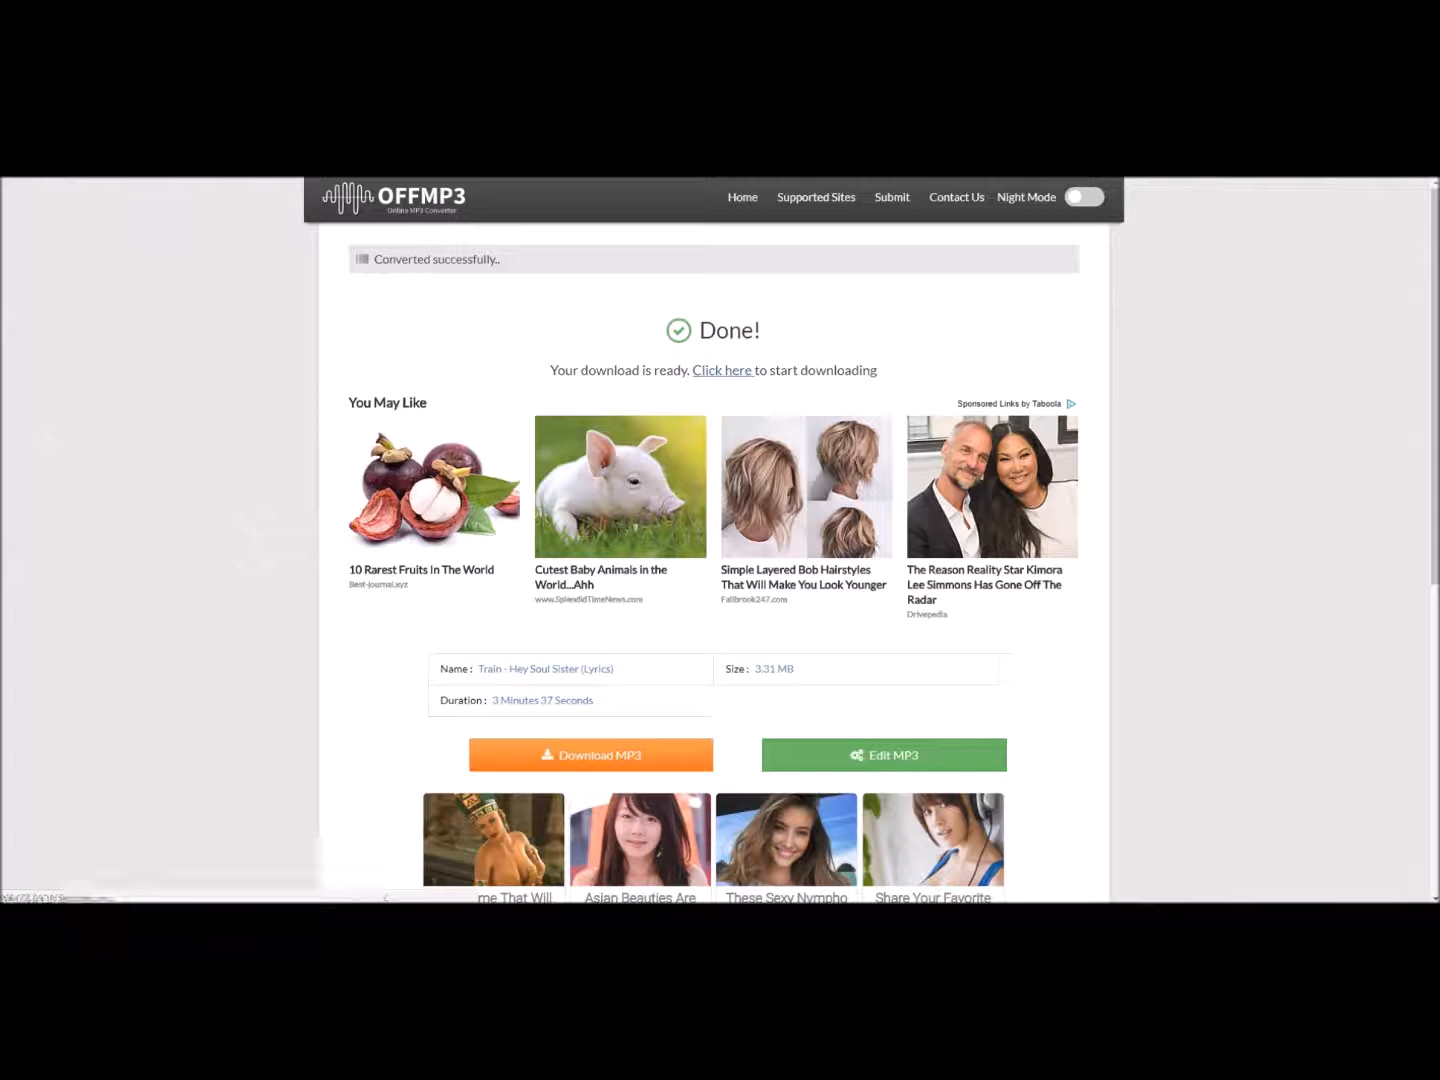 OFFMP3
Online MP3 Converter
Home Supported Sites Submit Contact Us Night Mode
Converted successfully..
Done!
Your download is ready. Click here to start downloading
You May Like
Sponsored Links by Taboola
10 Rarest Fruits In The World
Best-journal.xyz
Cutest Baby Animals in the
World...Ahh
www.SplendidTimeNews.com
Simple Layered Bob Hairstyles
That Will Make You Look Younger
Fallbrook247.com
The Reason Reality Star Kimora
Lee Simmons Has Gone Off The
Radar
Drivepedia
Name : Train - Hey Soul Sister (Lyrics)
Size : 3.31 MB
Duration : 3 Minutes 37 Seconds
Download MP3
Edit MP3
me That Will
Asian Beauties Are
These Sexy Nympho
Share Your Favorite